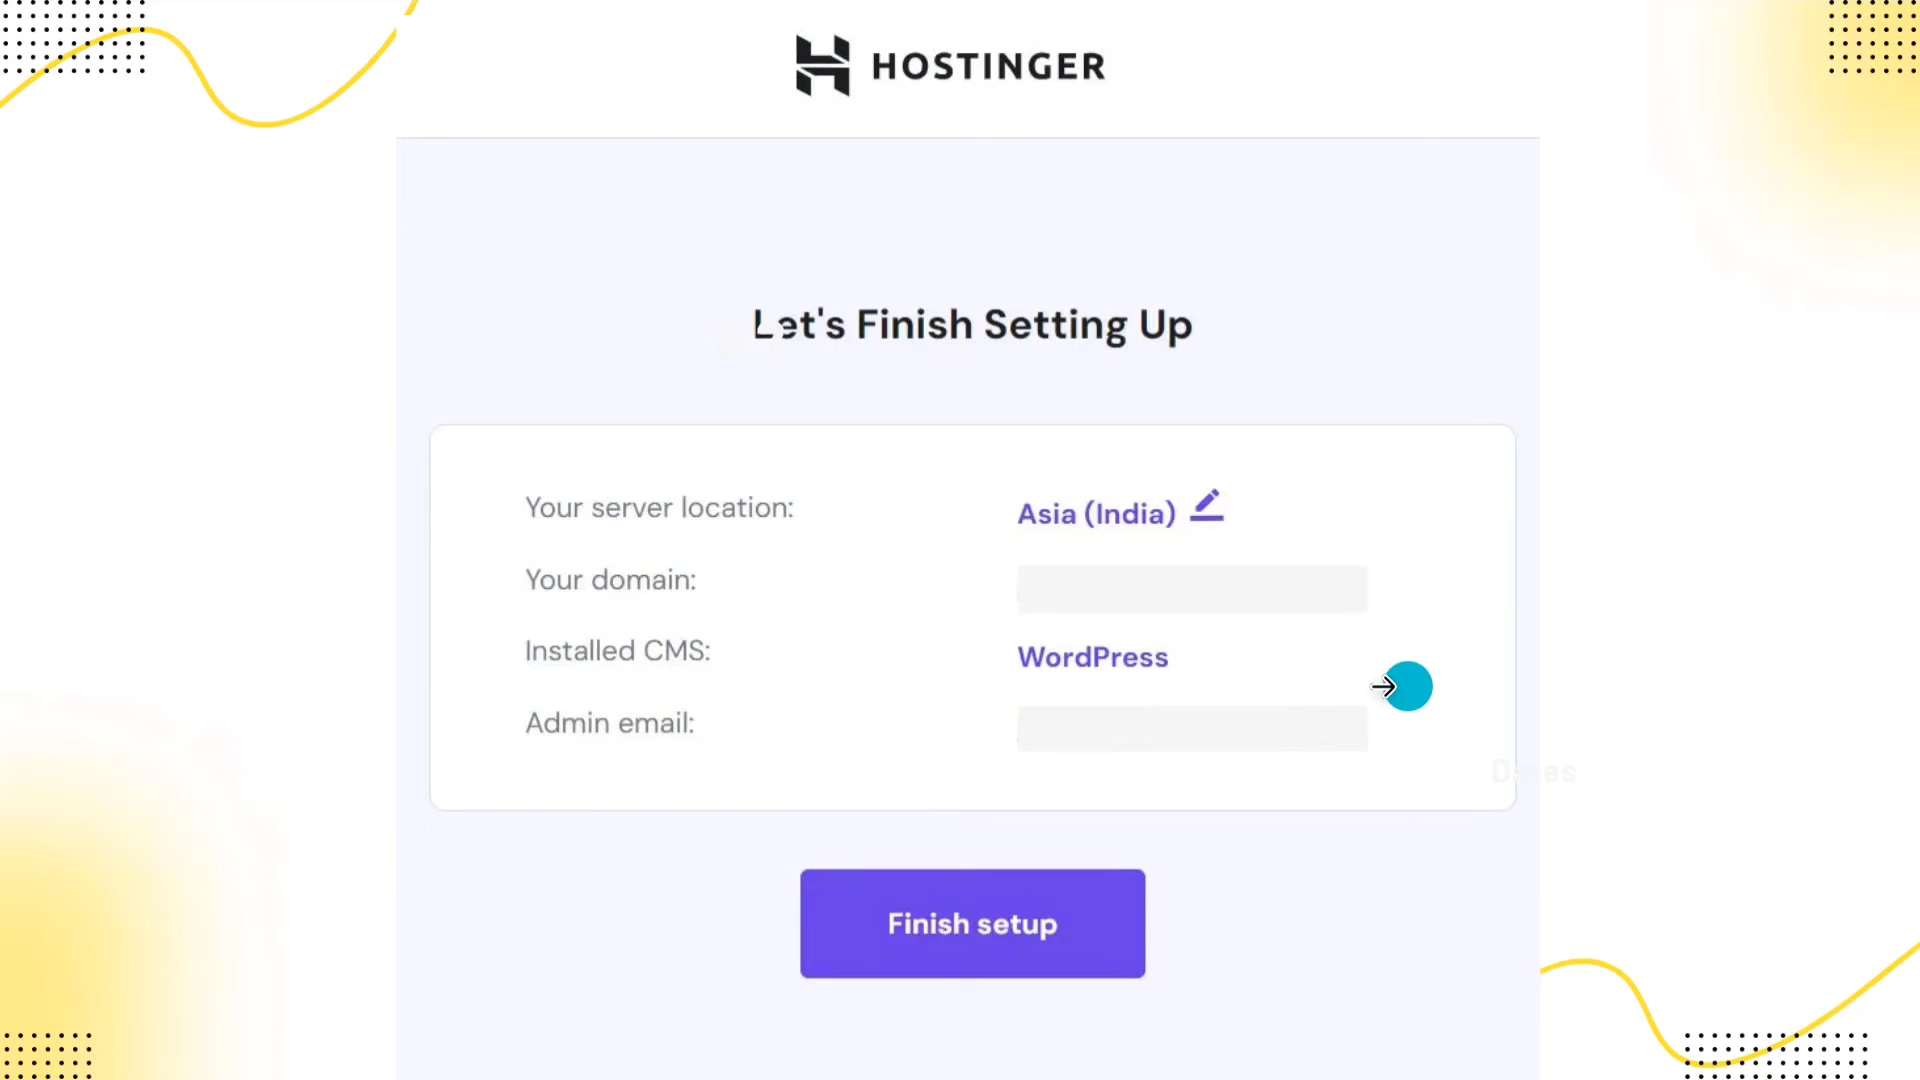 HOSTINGER
Let's Finish Setting Up
Your server location:
Asia (India)
Your domain:
Installed CMS:
WordPress
Admin email:
Finish setup